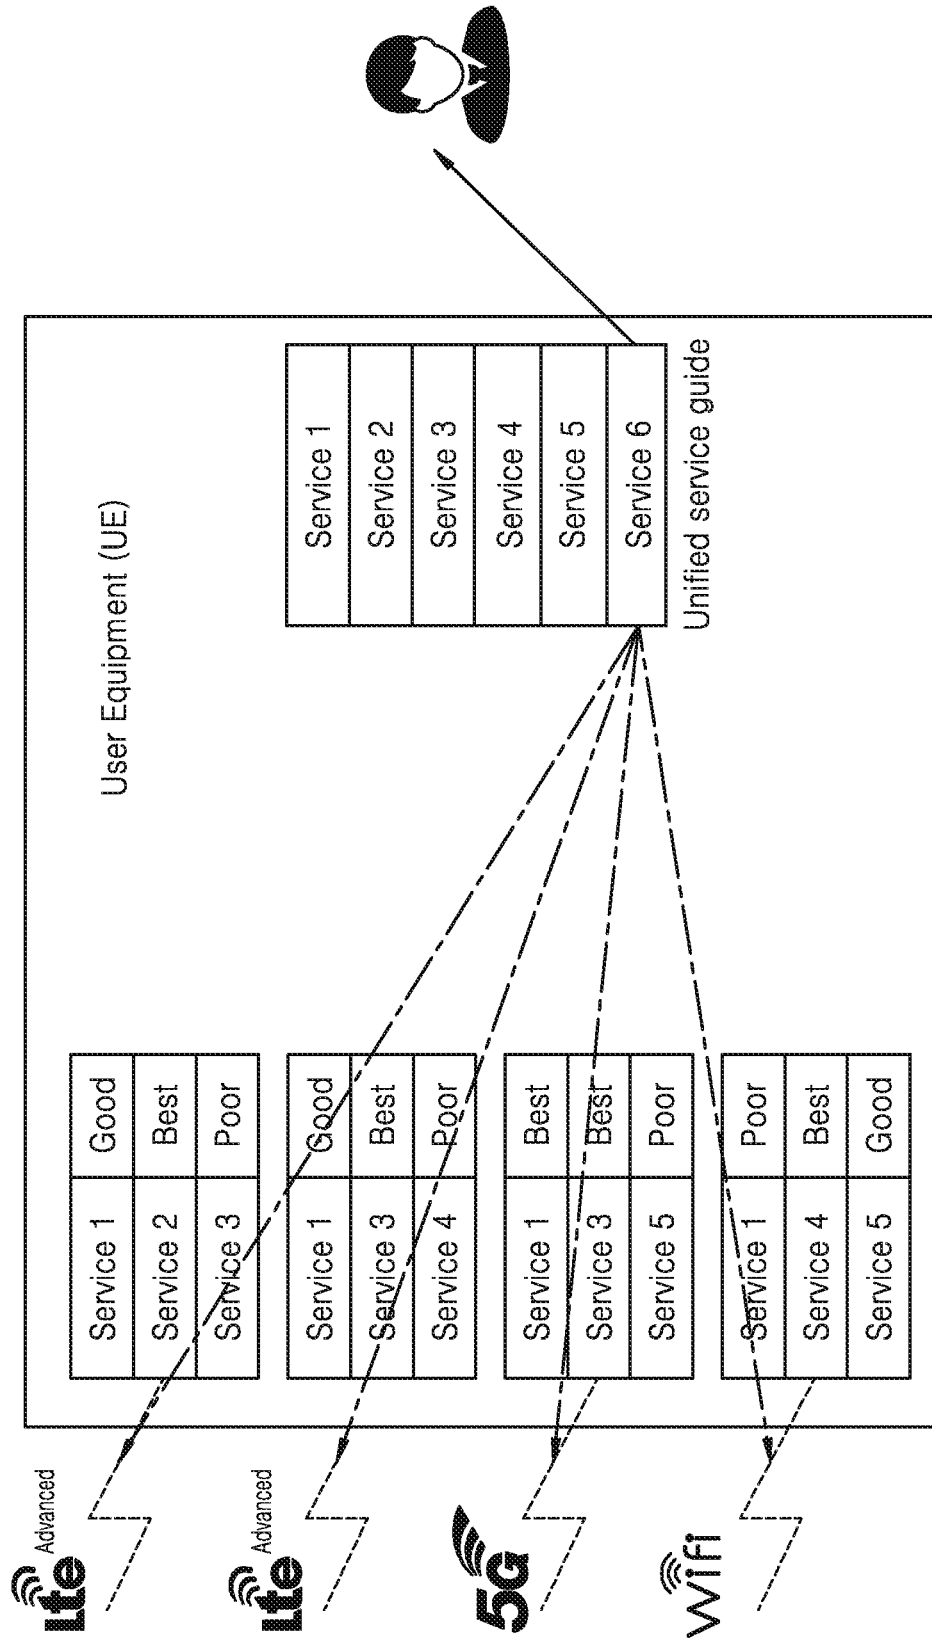 User Equipment (UE)
LTE Advanced
Service 1 Good
Service 2 Best
Service 3 Poor
LTE Advanced
Service 1 Good
Service 3 Best
Service 4 Poor
5G
Service 1 Best
Service 3 Best
Service 5 Poor
Wifi
Service 1 Poor
Service 4 Best
Service 5 Good
Service 1
Service 2
Service 3
Service 4
Service 5
Service 6
Unified service guide